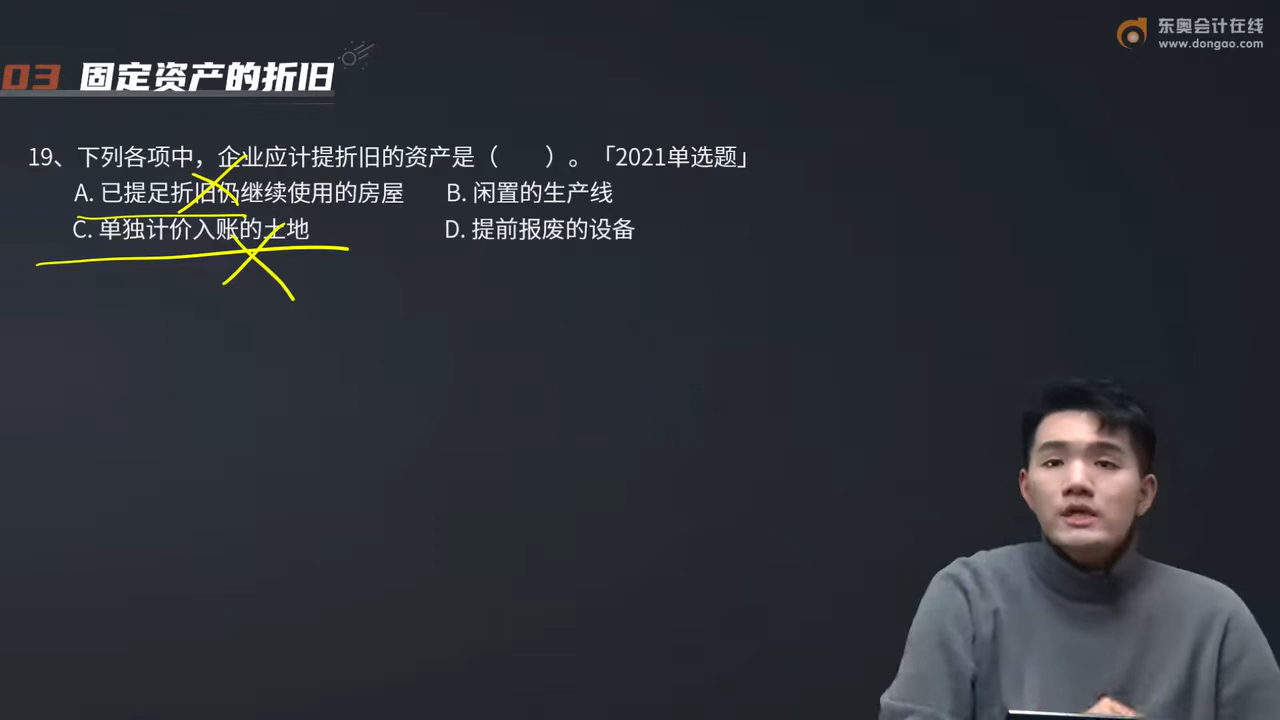 东奥会计在线
www.dongao.com
03 固定资产的折旧
19、下列各项中，企业应计提折旧的资产是（　　）。「2021单选题」
A. 已提足折旧仍继续使用的房屋 B. 闲置的生产线
C. 单独计价入账的土地 D. 提前报废的设备